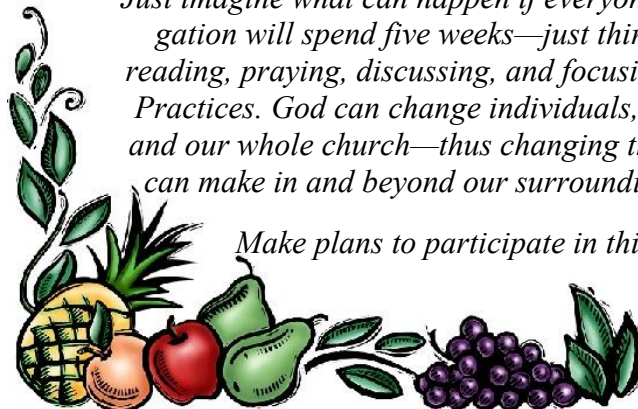 Just imagine what can happen if everyon
gation will spend five weeks—just thir
reading, praying, discussing, and focusi
Practices. God can change individuals,
and our whole church—thus changing t
can make in and beyond our surroundi
Make plans to participate in thi